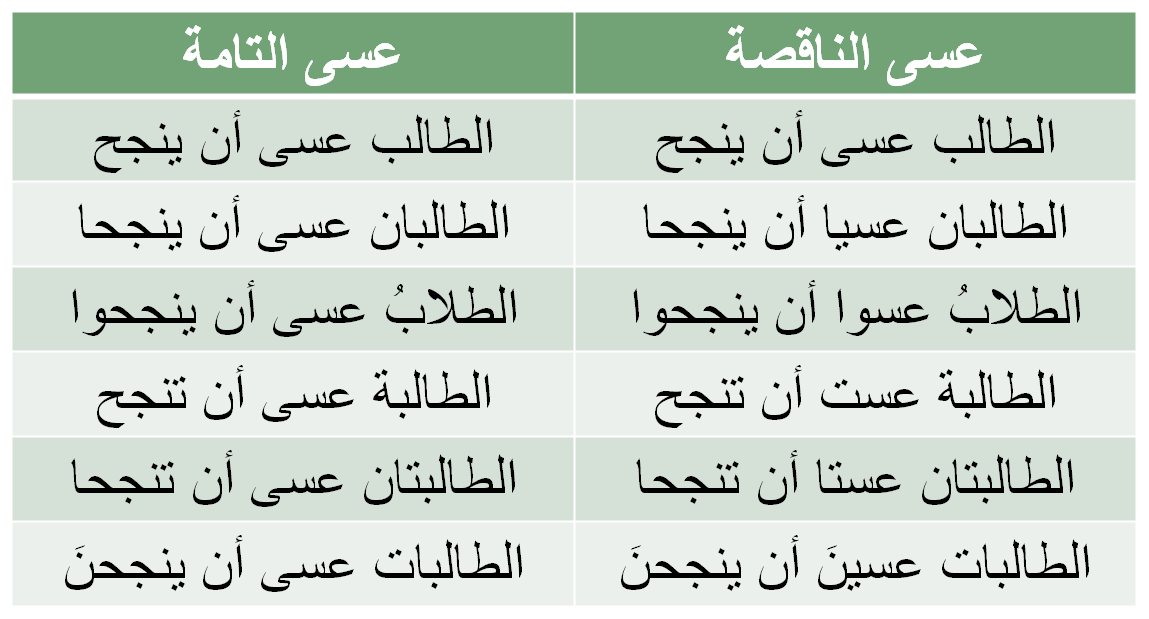 عسى الناقصة عسى التامة
الطالب عسى أن ينجح الطالب عسى أن ينجح
الطالبان عسيا أن ينجحا الطالبان عسى أن ينجحا
الطلابُ عسوا أن ينجحوا الطلابُ عسى أن ينجحوا
الطالبة عست أن تنجح الطالبة عسى أن تنجح
الطالبتان عستا أن تنجحا الطالبتان عسى أن تنجحا
الطالبات عسينَ أن ينجحنَ الطالبات عسى أن ينجحنَ